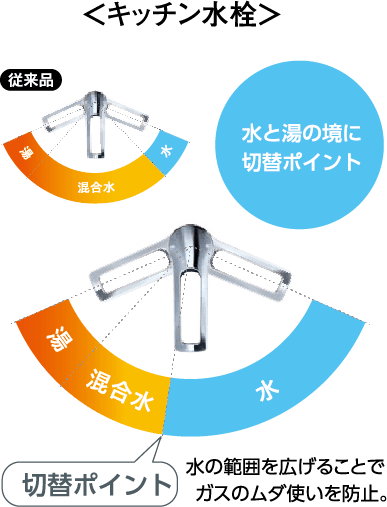 ＜キッチン水栓＞
従来品
湯
混合水
水
水と湯の境に
切替ポイント
湯
混合水
水
切替ポイント
水の範囲を広げることで
ガスのムダ使いを防止。